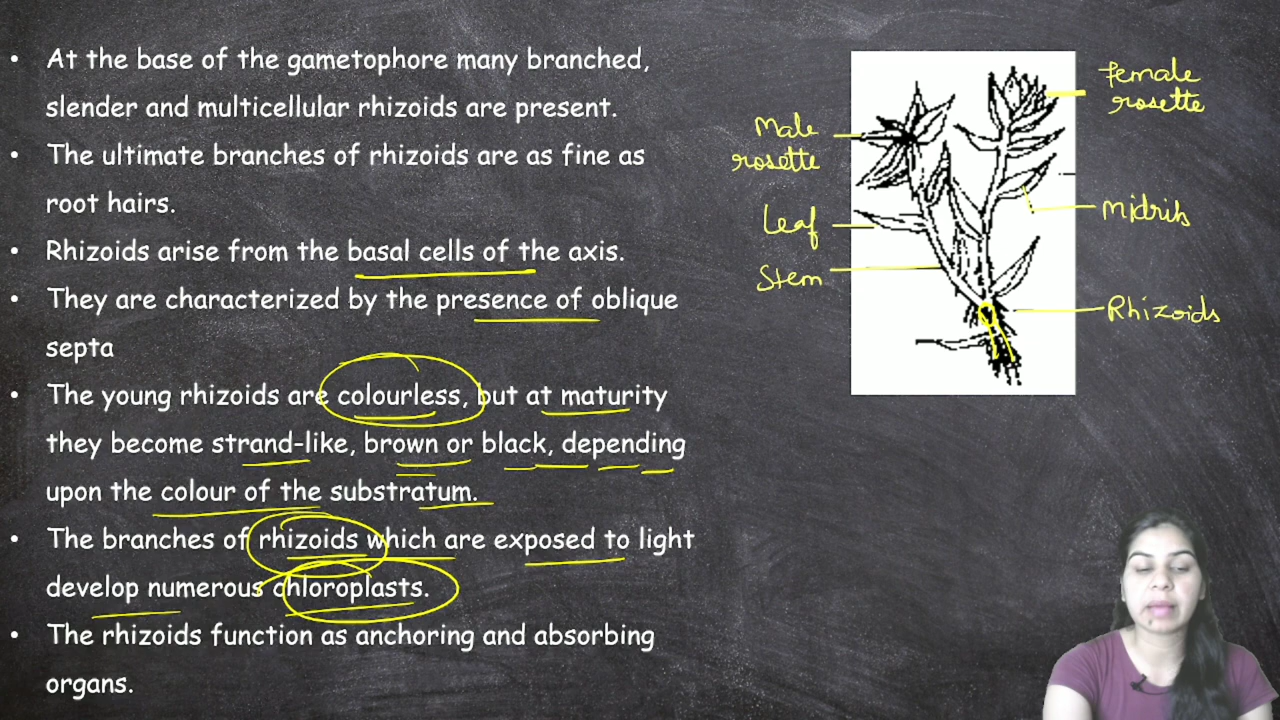 • At the base of the gametophore many branched,
slender and multicellular rhizoids are present.
• The ultimate branches of rhizoids are as fine as
root hairs.
• Rhizoids arise from the basal cells of the axis.
• They are characterized by the presence of oblique
septa
• The young rhizoids are colourless, but at maturity
they become strand-like, brown or black, depending
upon the colour of the substratum.
• The branches of rhizoids which are exposed to light
develop numerous chloroplasts.
• The rhizoids function as anchoring and absorbing
organs.
Male
rosette
Leaf
Stem
Female
rosette
Midrib
Rhizoids